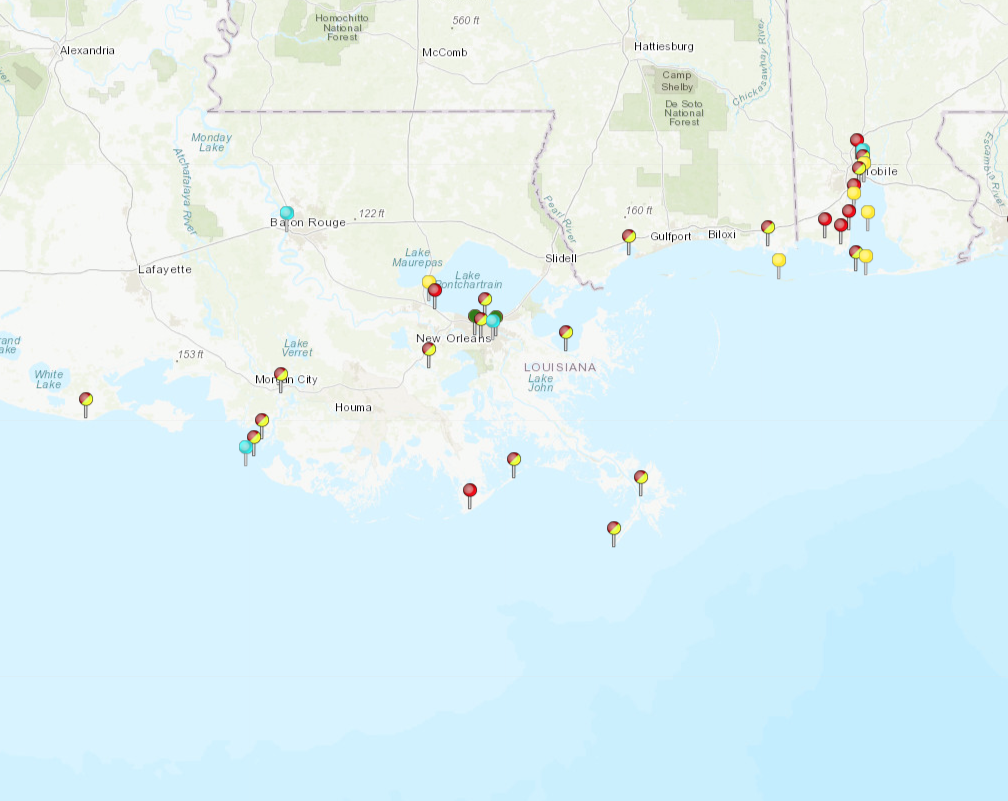 Homochitto
National
Forest
560 ft
Alexandria
McComb
Hattiesburg
Chickasawhay River
Camp
Shelby
De Soto
National
Forest
Monday
Lake
Atchafalaya River
Escambia River
obile
Pearl River
122 ft
160 ft
Baton Rouge
Gulfport
Biloxi
Lake
Maurepas
Slidell
Lafayette
Lake
Pontchartrain
New Orleans
Lake
Verret
153 ft
White
Lake
LOUISIANA
Lake
John
Morgan City
Houma